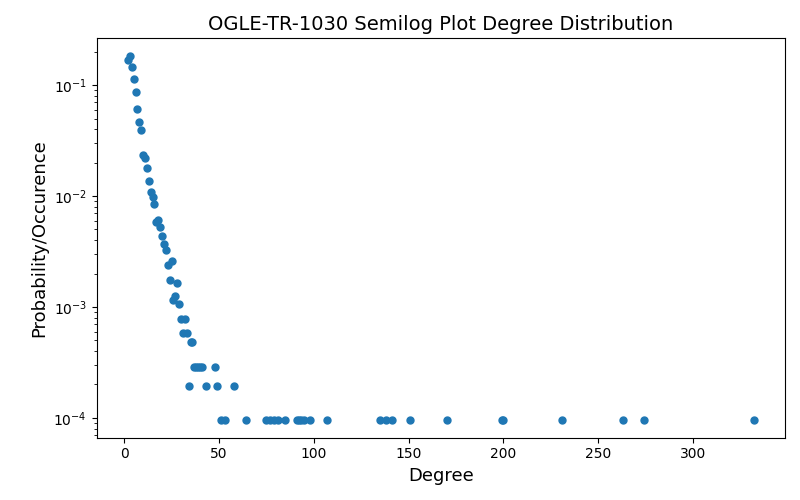 OGLE-TR-1030 Semilog Plot Degree Distribution
Probability/Occurence
10⁻¹
10⁻²
10⁻³
10⁻⁴
0 50 100 150 200 250 300
Degree